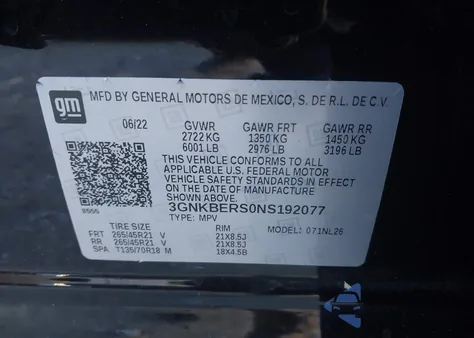 gm
MFD BY GENERAL MOTORS DE MEXICO, S. DE R.L. DE C.V.
06/22 GVWR GAWR FRT GAWR RR
2722 KG 1350 KG 1450 KG
6001 LB 2976 LB 3196 LB
THIS VEHICLE CONFORMS TO ALL
APPLICABLE U.S. FEDERAL MOTOR
VEHICLE SAFETY STANDARDS IN EFFECT ON
THE DATE OF MANUFACTURE
3GNKBERS0NS192077
TYPE: MPV MODEL: 071NL26
TIRE SIZE RIM
FRT 265/45R21 V 21X8.5J
RR 265/45R21 V 21X8.5J
SPA T135/70R18 M 18X4.5B